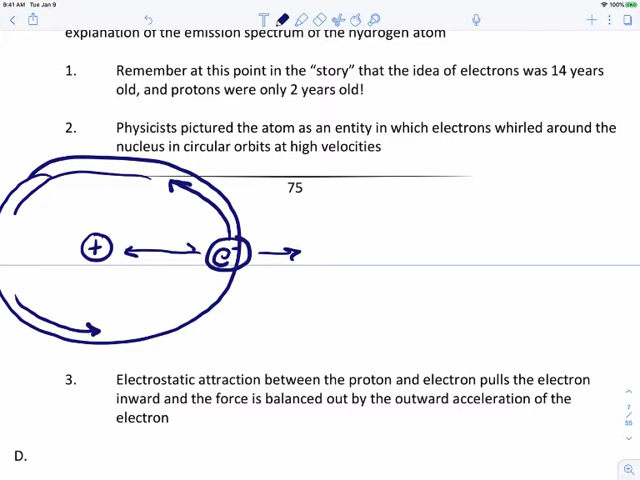 9:41 AM Tue Jan 9
100%
explanation of the emission spectrum of the hydrogen atom
1. Remember at this point in the “story” that the idea of electrons was 14 years
old, and protons were only 2 years old!
2. Physicists pictured the atom as an entity in which electrons whirled around the
nucleus in circular orbits at high velocities
75
+
e-
3. Electrostatic attraction between the proton and electron pulls the electron
inward and the force is balanced out by the outward acceleration of the
electron
7
/
55
D.